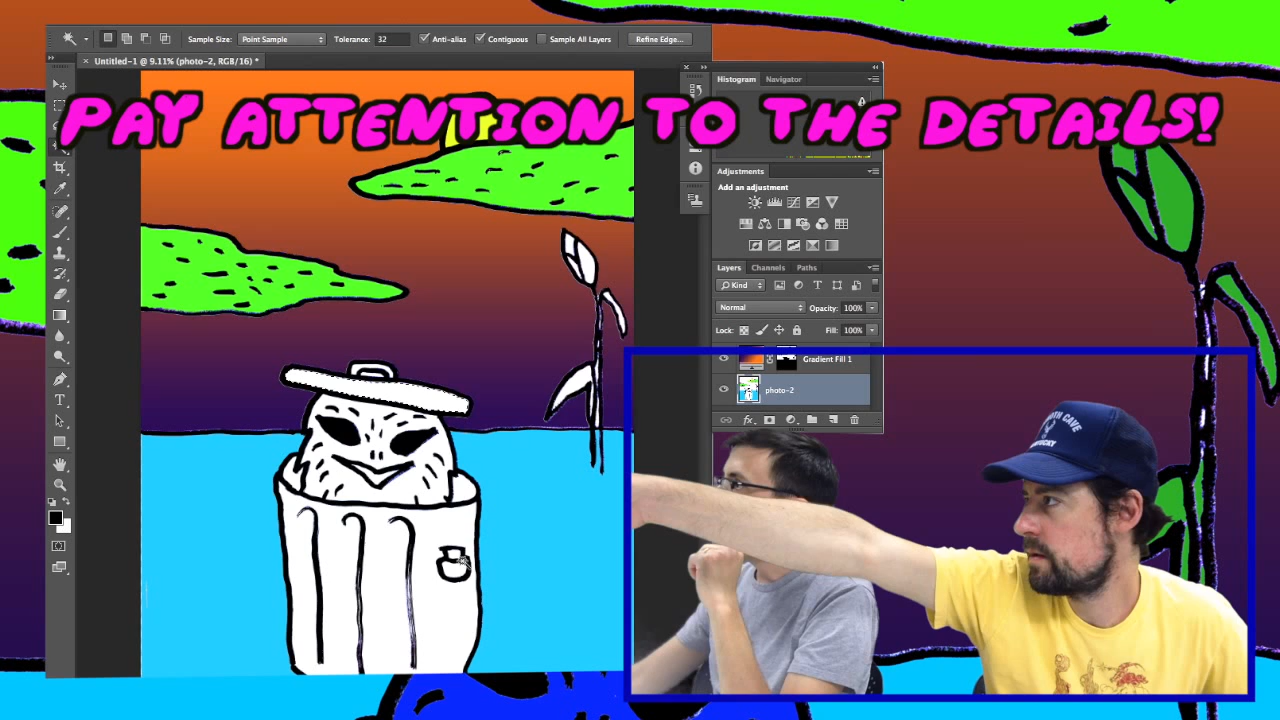 Sample Size: Point Sample Tolerance: 32 Anti-alias Contiguous Sample All Layers Refine Edge...
Untitled-1 @ 9.11% (photo-2, RGB/16) *
Histogram Navigator
PAY ATTENTION TO THE DETAILS!
Adjustments
Add an adjustment
Layers Channels Paths
Kind
Normal Opacity: 100%
Lock: Fill: 100%
Gradient Fill 1
photo-2
fx
CAVE